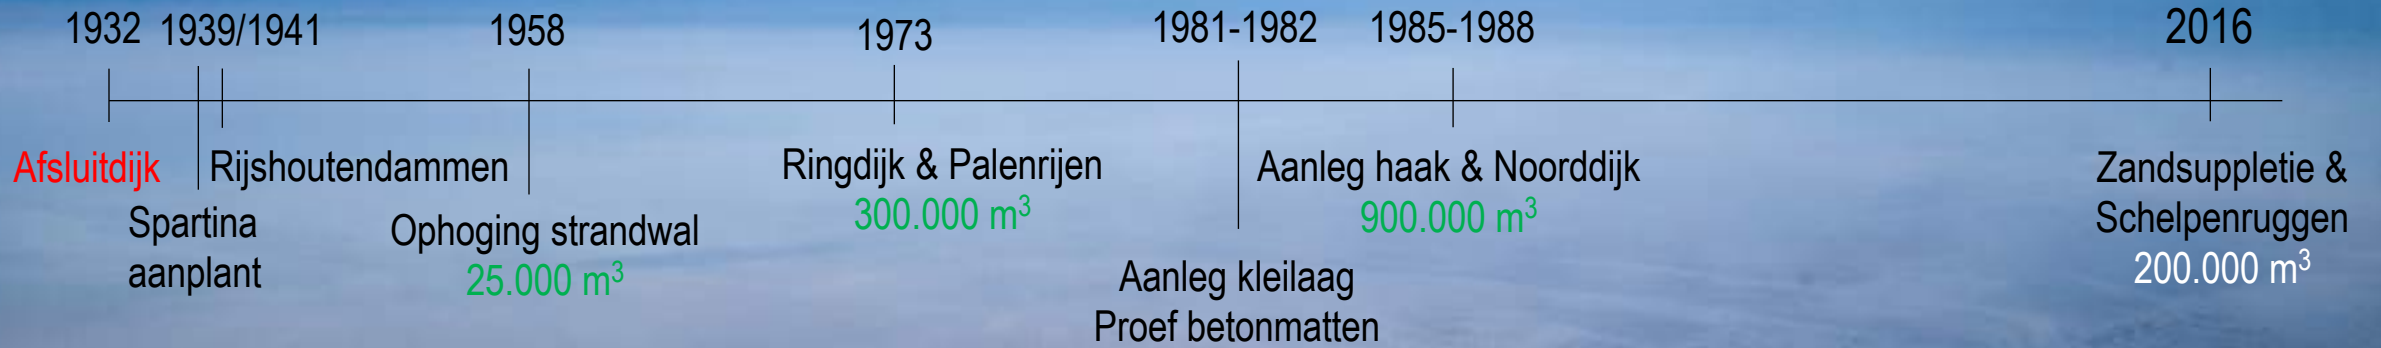 1932
1939/1941
1958
1973
1981-1982
1985-1988
2016
Afsluitdijk
Spartina
aanplant
Rijshoutendammen
Ophoging strandwal
25.000 m³
Ringdijk & Palenrijen
300.000 m³
Aanleg kleilaag
Proef betonmatten
Aanleg haak & Noorddijk
900.000 m³
Zandsuppletie &
Schelpenruggen
200.000 m³